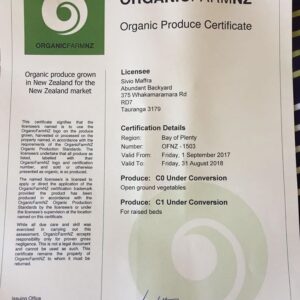 ORGANICFARMNZ
Organic Produce Certificate
ORGANICFARMNZ
Organic produce grown
in New Zealand for the
New Zealand market
This certificate signifies that the
licensee/s named is to use the
OrganicFarmNZ logo on the produce
grown, harvested or processed on the
property named, in accordance with the
requirements of the OrganicFarmNZ
Organic Production Standards. The
licensees undertake that all produce as
listed, labelled with their
OrganicFarmNZ logo and certification
number, and sold or otherwise
presented as organic, is as produced.
The named licensee/s is licensed to
apply or direct the application of the
OrganicFarmNZ certification trademark
provided the product has been
produced in accordance with the
OrganicFarmNZ Organic Production
Standards by the licensee/s or under
the licensee's supervision at the location
named on this certificate
While all due care and skill was
exercised in carrying out this
assessment, OrganicFarmNZ accepts
responsibility only for proven gross
negligence. This is not a legal document
and cannot be used as such. This
certificate remains the property of
OrganicFarmNZ to whom it must be
returned.
Issuing Office
Licensee
Sivio Maffra
Abundant Backyard
375 Whakamaramara Rd
RD7
Tauranga 3179
Certification Details
Region: Bay of Plenty
Number: OFNZ - 1503
Valid From: Friday, 1 September 2017
Valid To: Friday, 31 August 2018
Produce: C0 Under Conversion
Open ground vegetables
Produce: C1 Under Conversion
For raised beds